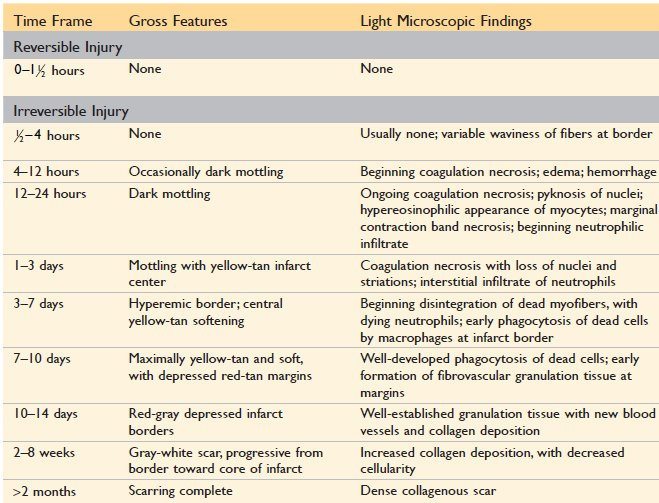 Time Frame Gross Features Light Microscopic Findings
Reversible Injury
0–1½ hours None None
Irreversible Injury
½–4 hours None Usually none; variable waviness of fibers at border
4–12 hours Occasionally dark mottling Beginning coagulation necrosis; edema; hemorrhage
12–24 hours Dark mottling Ongoing coagulation necrosis; pyknosis of nuclei;
hypereosinophilic appearance of myocytes; marginal
contraction band necrosis; beginning neutrophilic
infiltrate
1–3 days Mottling with yellow-tan infarct Coagulation necrosis with loss of nuclei and
center striations; interstitial infiltrate of neutrophils
3–7 days Hyperemic border; central Beginning disintegration of dead myofibers, with
yellow-tan softening dying neutrophils; early phagocytosis of dead cells
by macrophages at infarct border
7–10 days Maximally yellow-tan and soft, Well-developed phagocytosis of dead cells; early
with depressed red-tan margins formation of fibrovascular granulation tissue at
margins
10–14 days Red-gray depressed infarct Well-established granulation tissue with new blood
borders vessels and collagen deposition
2–8 weeks Gray-white scar, progressive from Increased collagen deposition, with decreased
border toward core of infarct cellularity
>2 months Scarring complete Dense collagenous scar